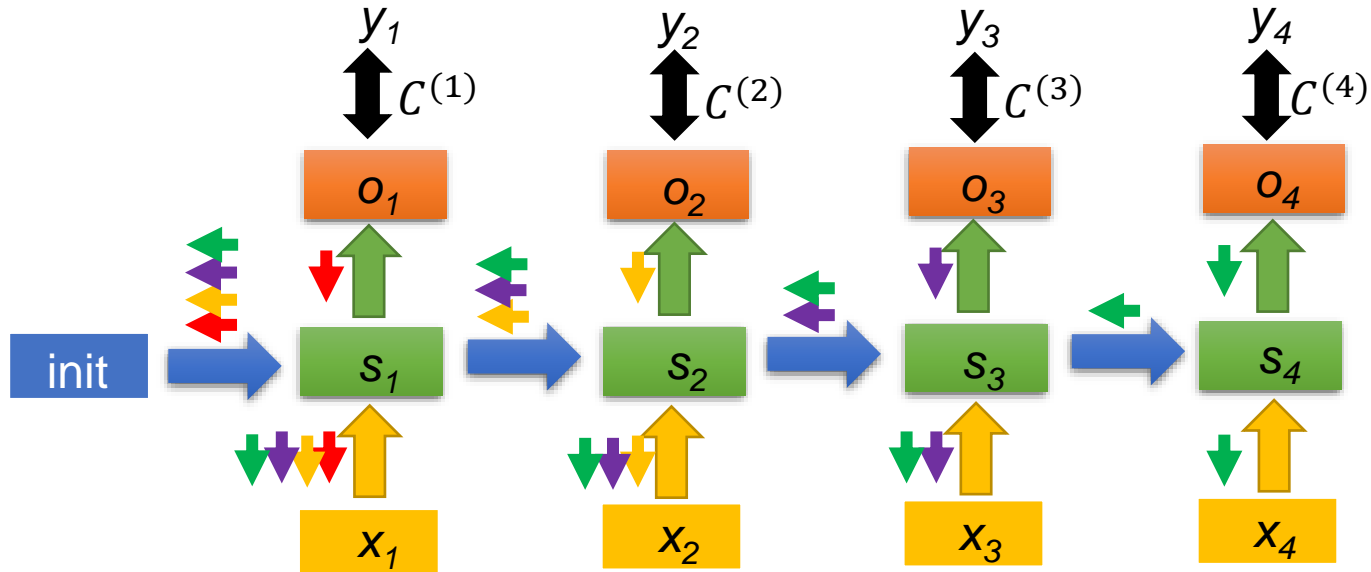 y₁ y₂ y₃ y₄
C⁽¹⁾ C⁽²⁾ C⁽³⁾ C⁽⁴⁾
o₁ o₂ o₃ o₄
init s₁ s₂ s₃ s₄
x₁ x₂ x₃ x₄